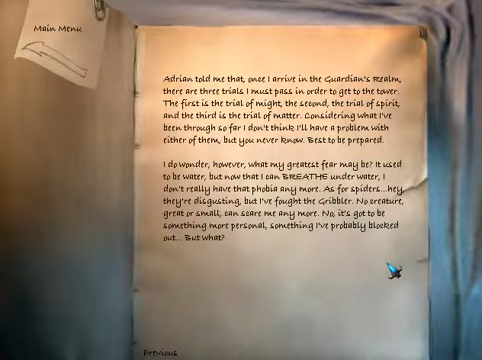 Main Menu
Adrian told me that, once I arrive in the Guardian's Realm,
there are three trials I must pass in order to get to the tower.
The first is the trial of might, the second, the trial of spirit,
and the third is the trial of matter. Considering what I've
been through so far I don't think I'll have a problem with
either of them, but you never know. Best to be prepared.
I do wonder, however, what my greatest fear may be? It used
to be water, but now that I can BREATHE under water, I
don't really have that phobia any more. As for spiders...hey,
they're disgusting, but I've fought the Gribbler. No creature,
great or small, can scare me any more. No, it's got to be
something more personal, something I've probably blocked
out... But what?
Previous